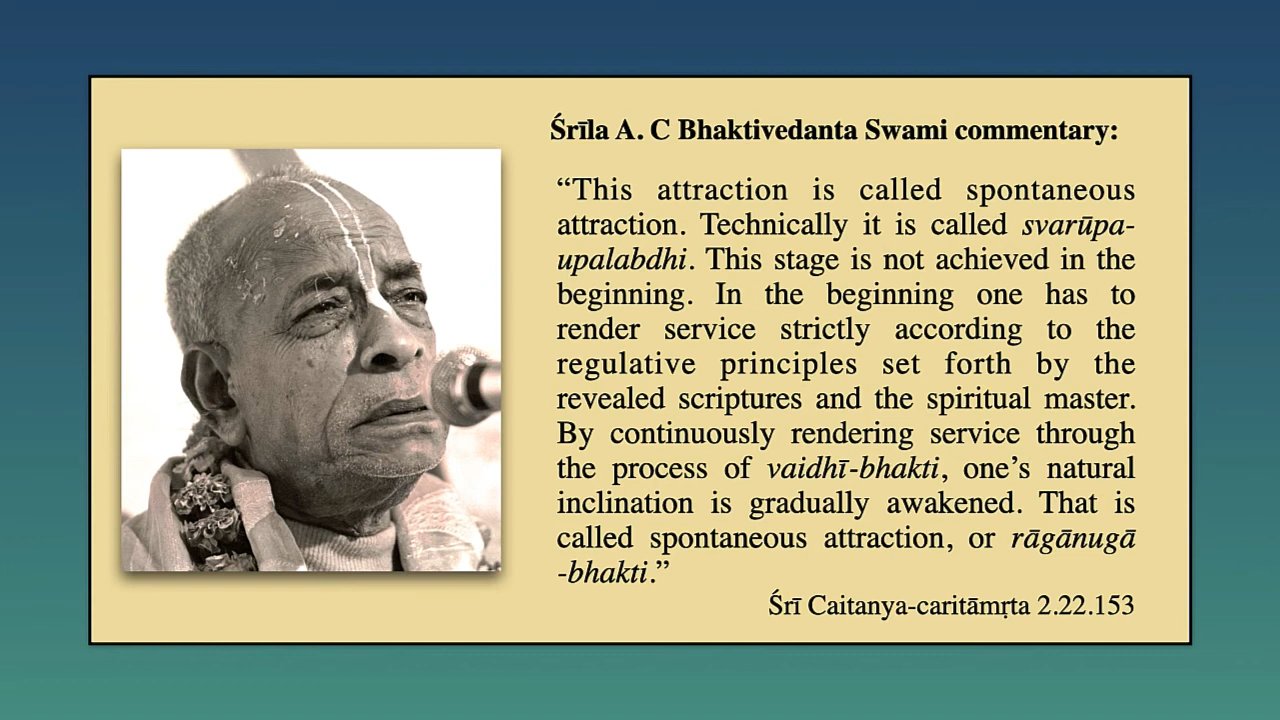 Śrīla A. C Bhaktivedanta Swami commentary:
“This attraction is called spontaneous
attraction. Technically it is called svarūpa-
upalabdhi. This stage is not achieved in the
beginning. In the beginning one has to
render service strictly according to the
regulative principles set forth by the
revealed scriptures and the spiritual master.
By continuously rendering service through
the process of vaidhī-bhakti, one’s natural
inclination is gradually awakened. That is
called spontaneous attraction, or rāgānugā
-bhakti.”
Śrī Caitanya-caritāmṛta 2.22.153